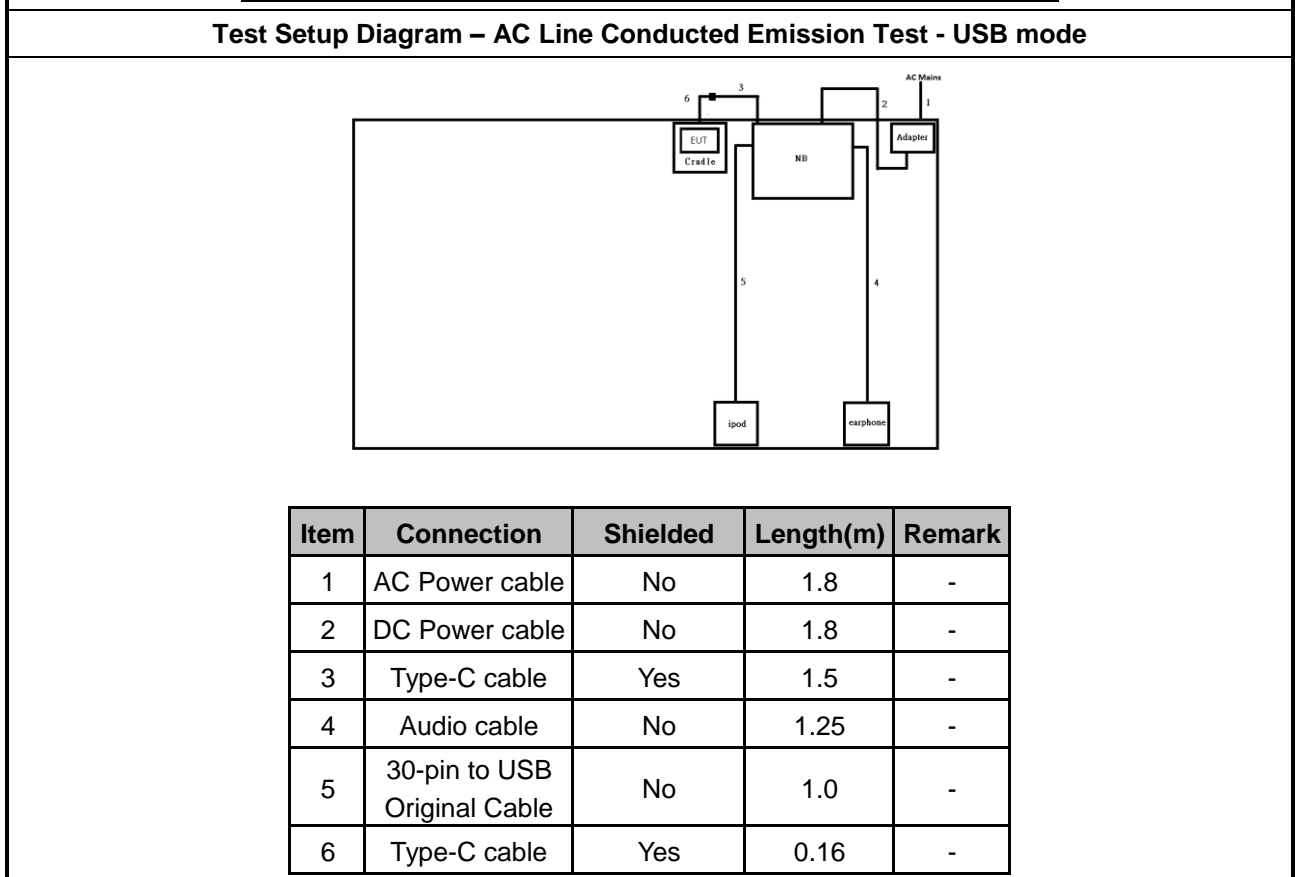 Test Setup Diagram – AC Line Conducted Emission Test - USB mode
AC Mains
6 3 2 1
EUT
Cradle
NB
Adapter
5 4
ipod earphone
Item Connection Shielded Length(m) Remark
1 AC Power cable No 1.8 -
2 DC Power cable No 1.8 -
3 Type-C cable Yes 1.5 -
4 Audio cable No 1.25 -
5 30-pin to USB
Original Cable No 1.0 -
6 Type-C cable Yes 0.16 -